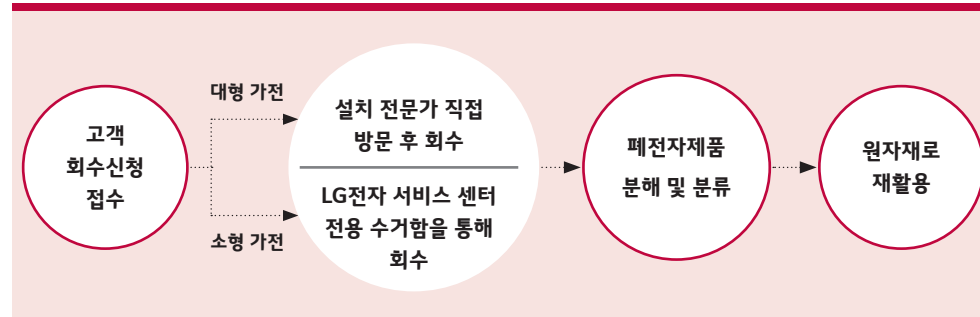 고객
회수신청
접수
대형 가전
소형 가전
설치 전문가 직접
방문 후 회수
LG전자 서비스 센터
전용 수거함을 통해
회수
폐전자제품
분해 및 분류
원자재로
재활용